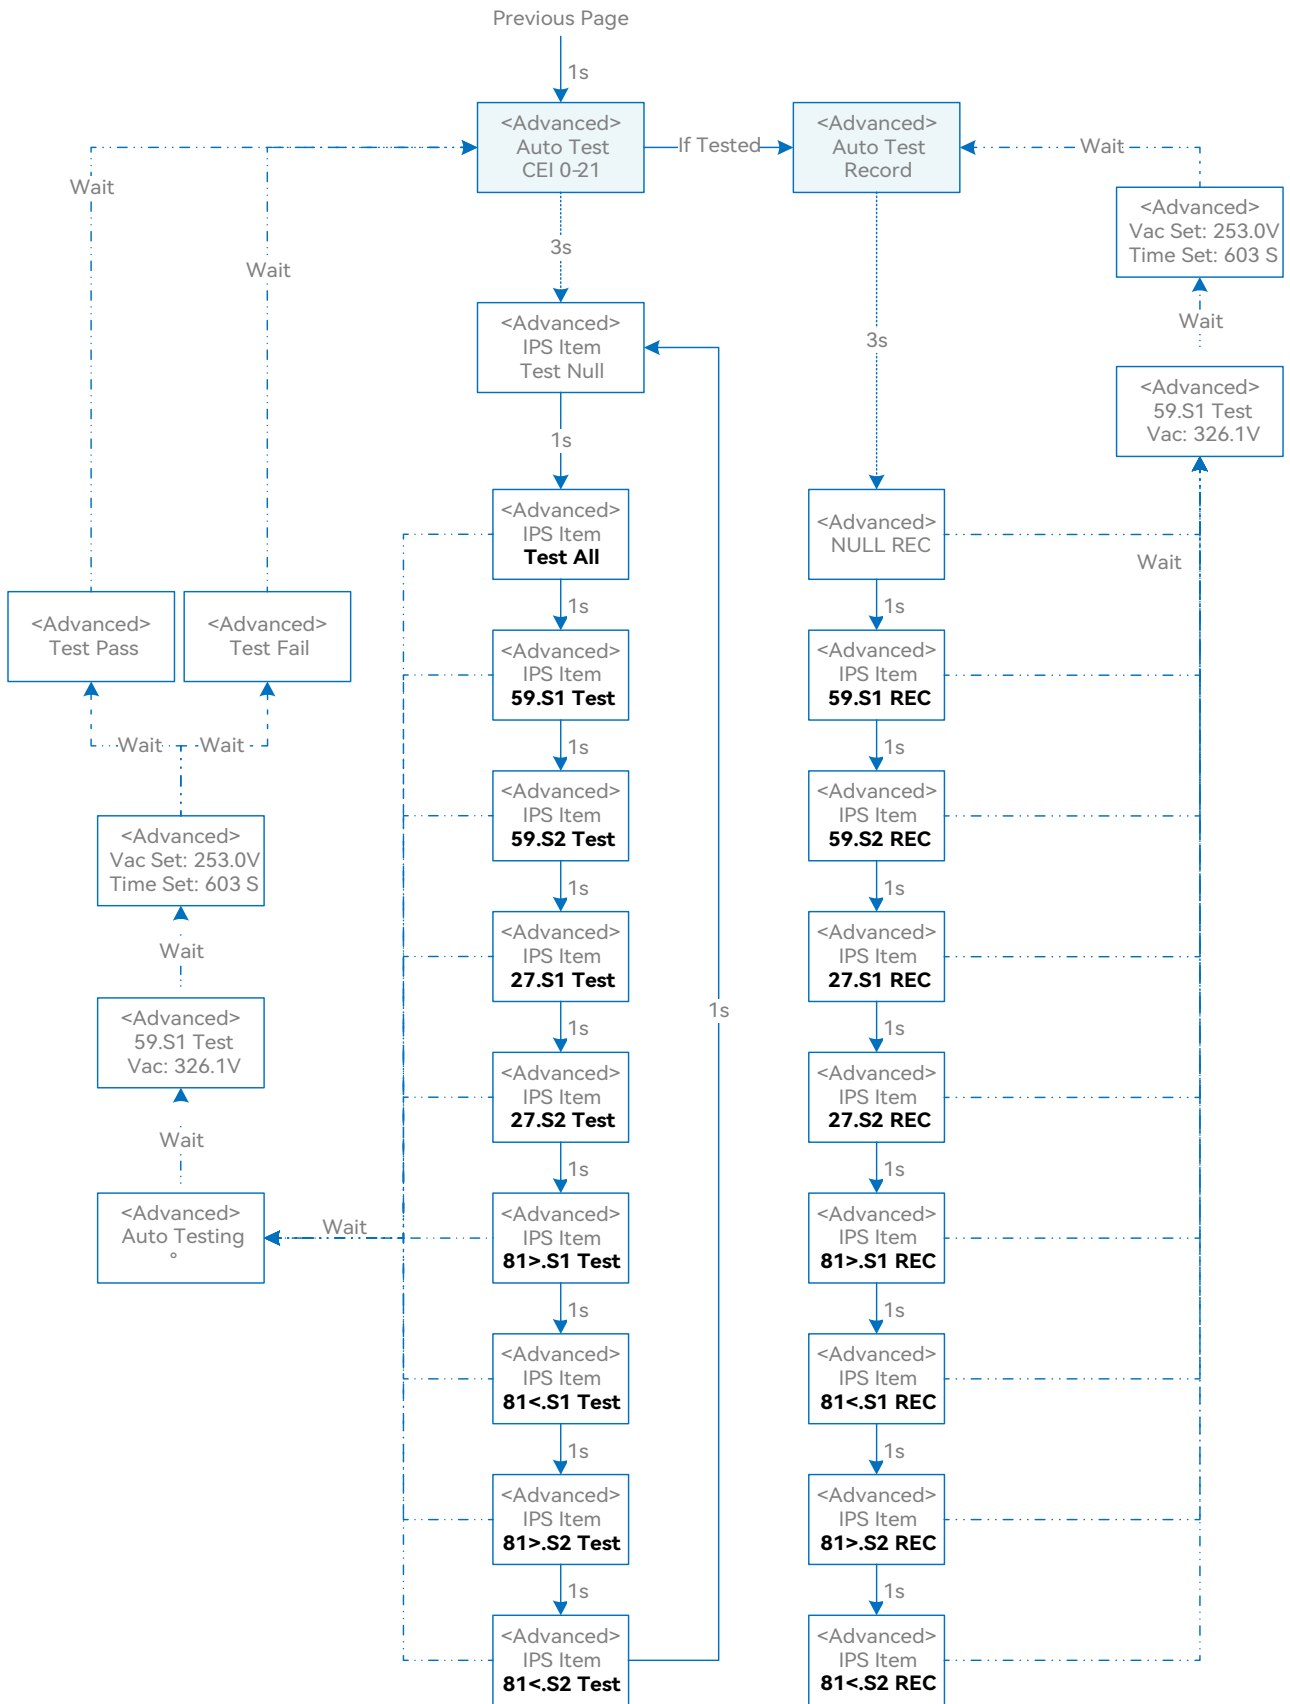 Previous Page
1s
<Advanced>
Auto Test
CEI 0-21
If Tested
<Advanced>
Auto Test
Record
Wait
Wait
Wait
<Advanced>
Vac Set: 253.0V
Time Set: 603 S
Wait
<Advanced>
59.S1 Test
Vac: 326.1V
3s
3s
<Advanced>
IPS Item
Test Null
1s
<Advanced>
IPS Item
Test All
<Advanced>
NULL REC
Wait
1s
1s
<Advanced>
Test Pass
<Advanced>
Test Fail
<Advanced>
IPS Item
59.S1 Test
<Advanced>
IPS Item
59.S1 REC
Wait
Wait
1s
1s
<Advanced>
Vac Set: 253.0V
Time Set: 603 S
<Advanced>
IPS Item
59.S2 Test
<Advanced>
IPS Item
59.S2 REC
1s
1s
Wait
<Advanced>
IPS Item
27.S1 Test
<Advanced>
IPS Item
27.S1 REC
1s
<Advanced>
59.S1 Test
Vac: 326.1V
1s
1s
<Advanced>
IPS Item
27.S2 Test
<Advanced>
IPS Item
27.S2 REC
Wait
1s
1s
<Advanced>
Auto Testing
°
Wait
<Advanced>
IPS Item
81>.S1 Test
<Advanced>
IPS Item
81>.S1 REC
1s
1s
<Advanced>
IPS Item
81<.S1 Test
<Advanced>
IPS Item
81<.S1 REC
1s
1s
<Advanced>
IPS Item
81>.S2 Test
<Advanced>
IPS Item
81>.S2 REC
1s
1s
<Advanced>
IPS Item
81<.S2 Test
<Advanced>
IPS Item
81<.S2 REC